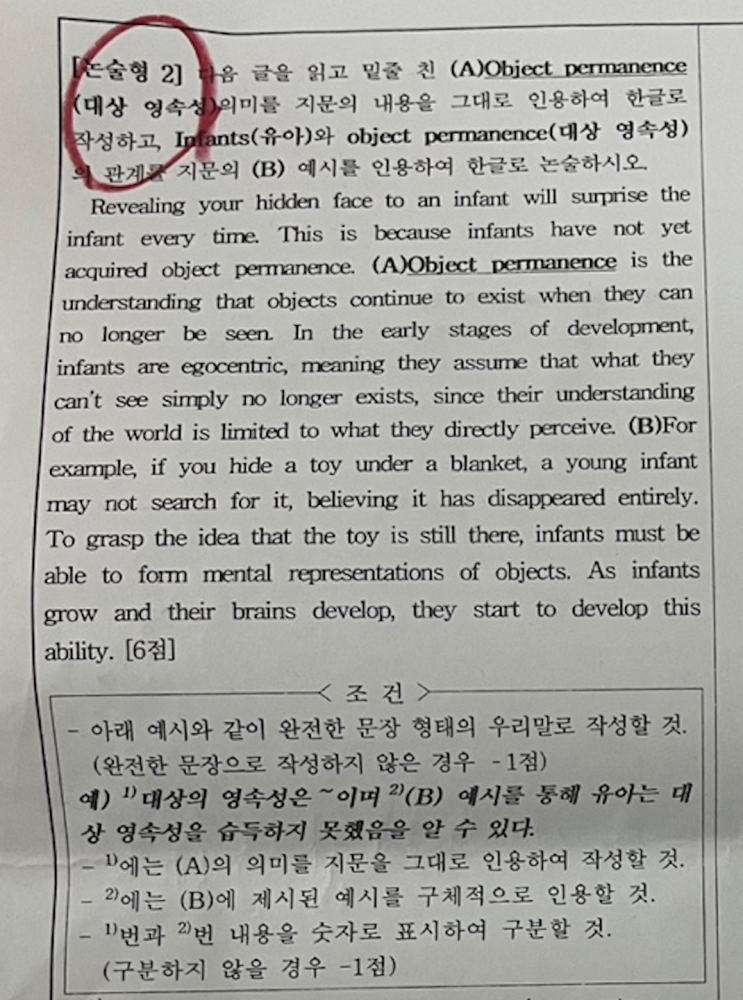 [논술형 2] 다음 글을 읽고 밑줄 친 (A)Object permanence
(대상 영속성)의미를 지문의 내용을 그대로 인용하여 한글로
작성하고, Infants(유아)와 object permanence(대상 영속성)
의 관계를 지문의 (B) 예시를 인용하여 한글로 논술하시오.
Revealing your hidden face to an infant will surprise the
infant every time. This is because infants have not yet
acquired object permanence. (A)Object permanence is the
understanding that objects continue to exist when they can
no longer be seen. In the early stages of development,
infants are egocentric, meaning they assume that what they
can't see simply no longer exists, since their understanding
of the world is limited to what they directly perceive. (B)For
example, if you hide a toy under a blanket, a young infant
may not search for it, believing it has disappeared entirely.
To grasp the idea that the toy is still there, infants must be
able to form mental representations of objects. As infants
grow and their brains develop, they start to develop this
ability. [6점]
< 조 건 >
- 아래 예시와 같이 완전한 문장 형태의 우리말로 작성할 것.
(완전한 문장으로 작성하지 않은 경우 -1점)
예) 1)대상의 영속성은 ~이며 2)(B) 예시를 통해 유아는 대
상 영속성을 습득하지 못했음을 알 수 있다.
- 1)에는 (A)의 의미를 지문을 그대로 인용하여 작성할 것.
- 2)에는 (B)에 제시된 예시를 구체적으로 인용할 것.
- 1)번과 2)번 내용을 숫자로 표시하여 구분할 것.
(구분하지 않을 경우 -1점)